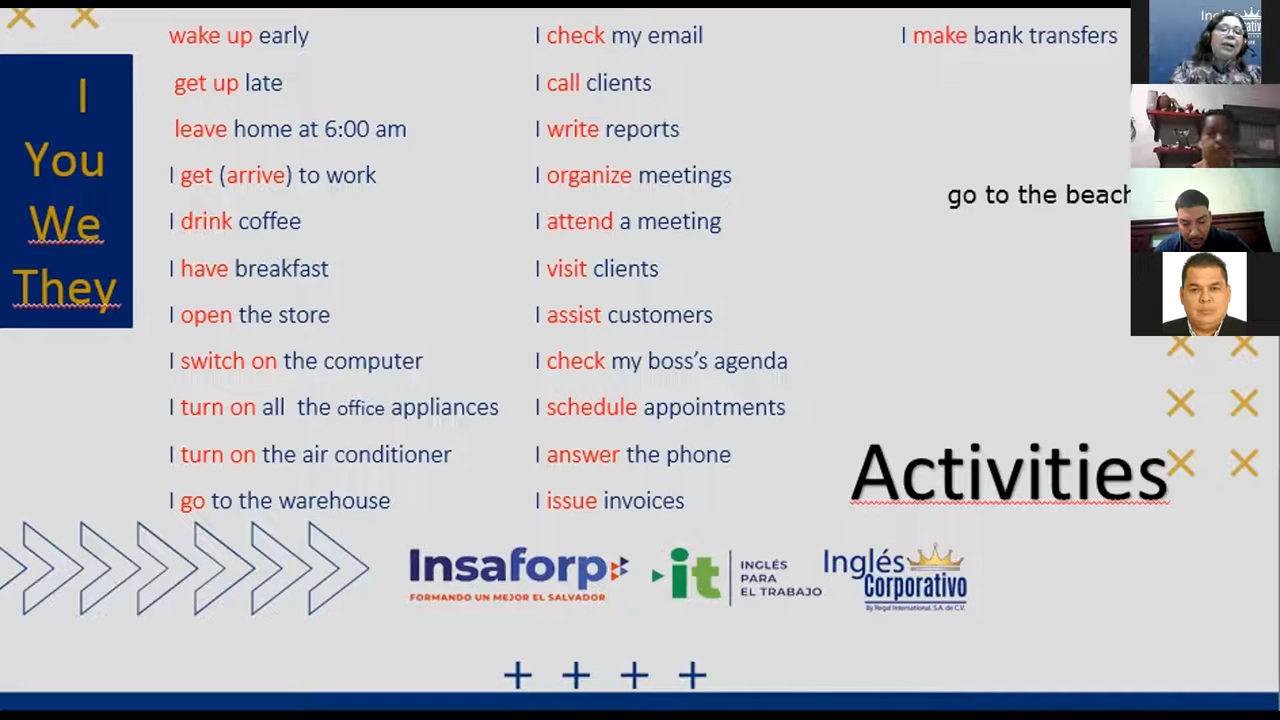 I
You
We
They
wake up early
get up late
leave home at 6:00 am
I get (arrive) to work
I drink coffee
I have breakfast
I open the store
I switch on the computer
I turn on all the office appliances
I turn on the air conditioner
I go to the warehouse
I check my email
I call clients
I write reports
I organize meetings
I attend a meeting
I visit clients
I assist customers
I check my boss's agenda
I schedule appointments
I answer the phone
I issue invoices
I make bank transfers
go to the beach
Activities
Insaforp
FORMANDO UN MEJOR EL SALVADOR
it
INGLÉS
PARA
EL TRABAJO
Inglés
Corporativo
By Regal International, S.A. de C.V.